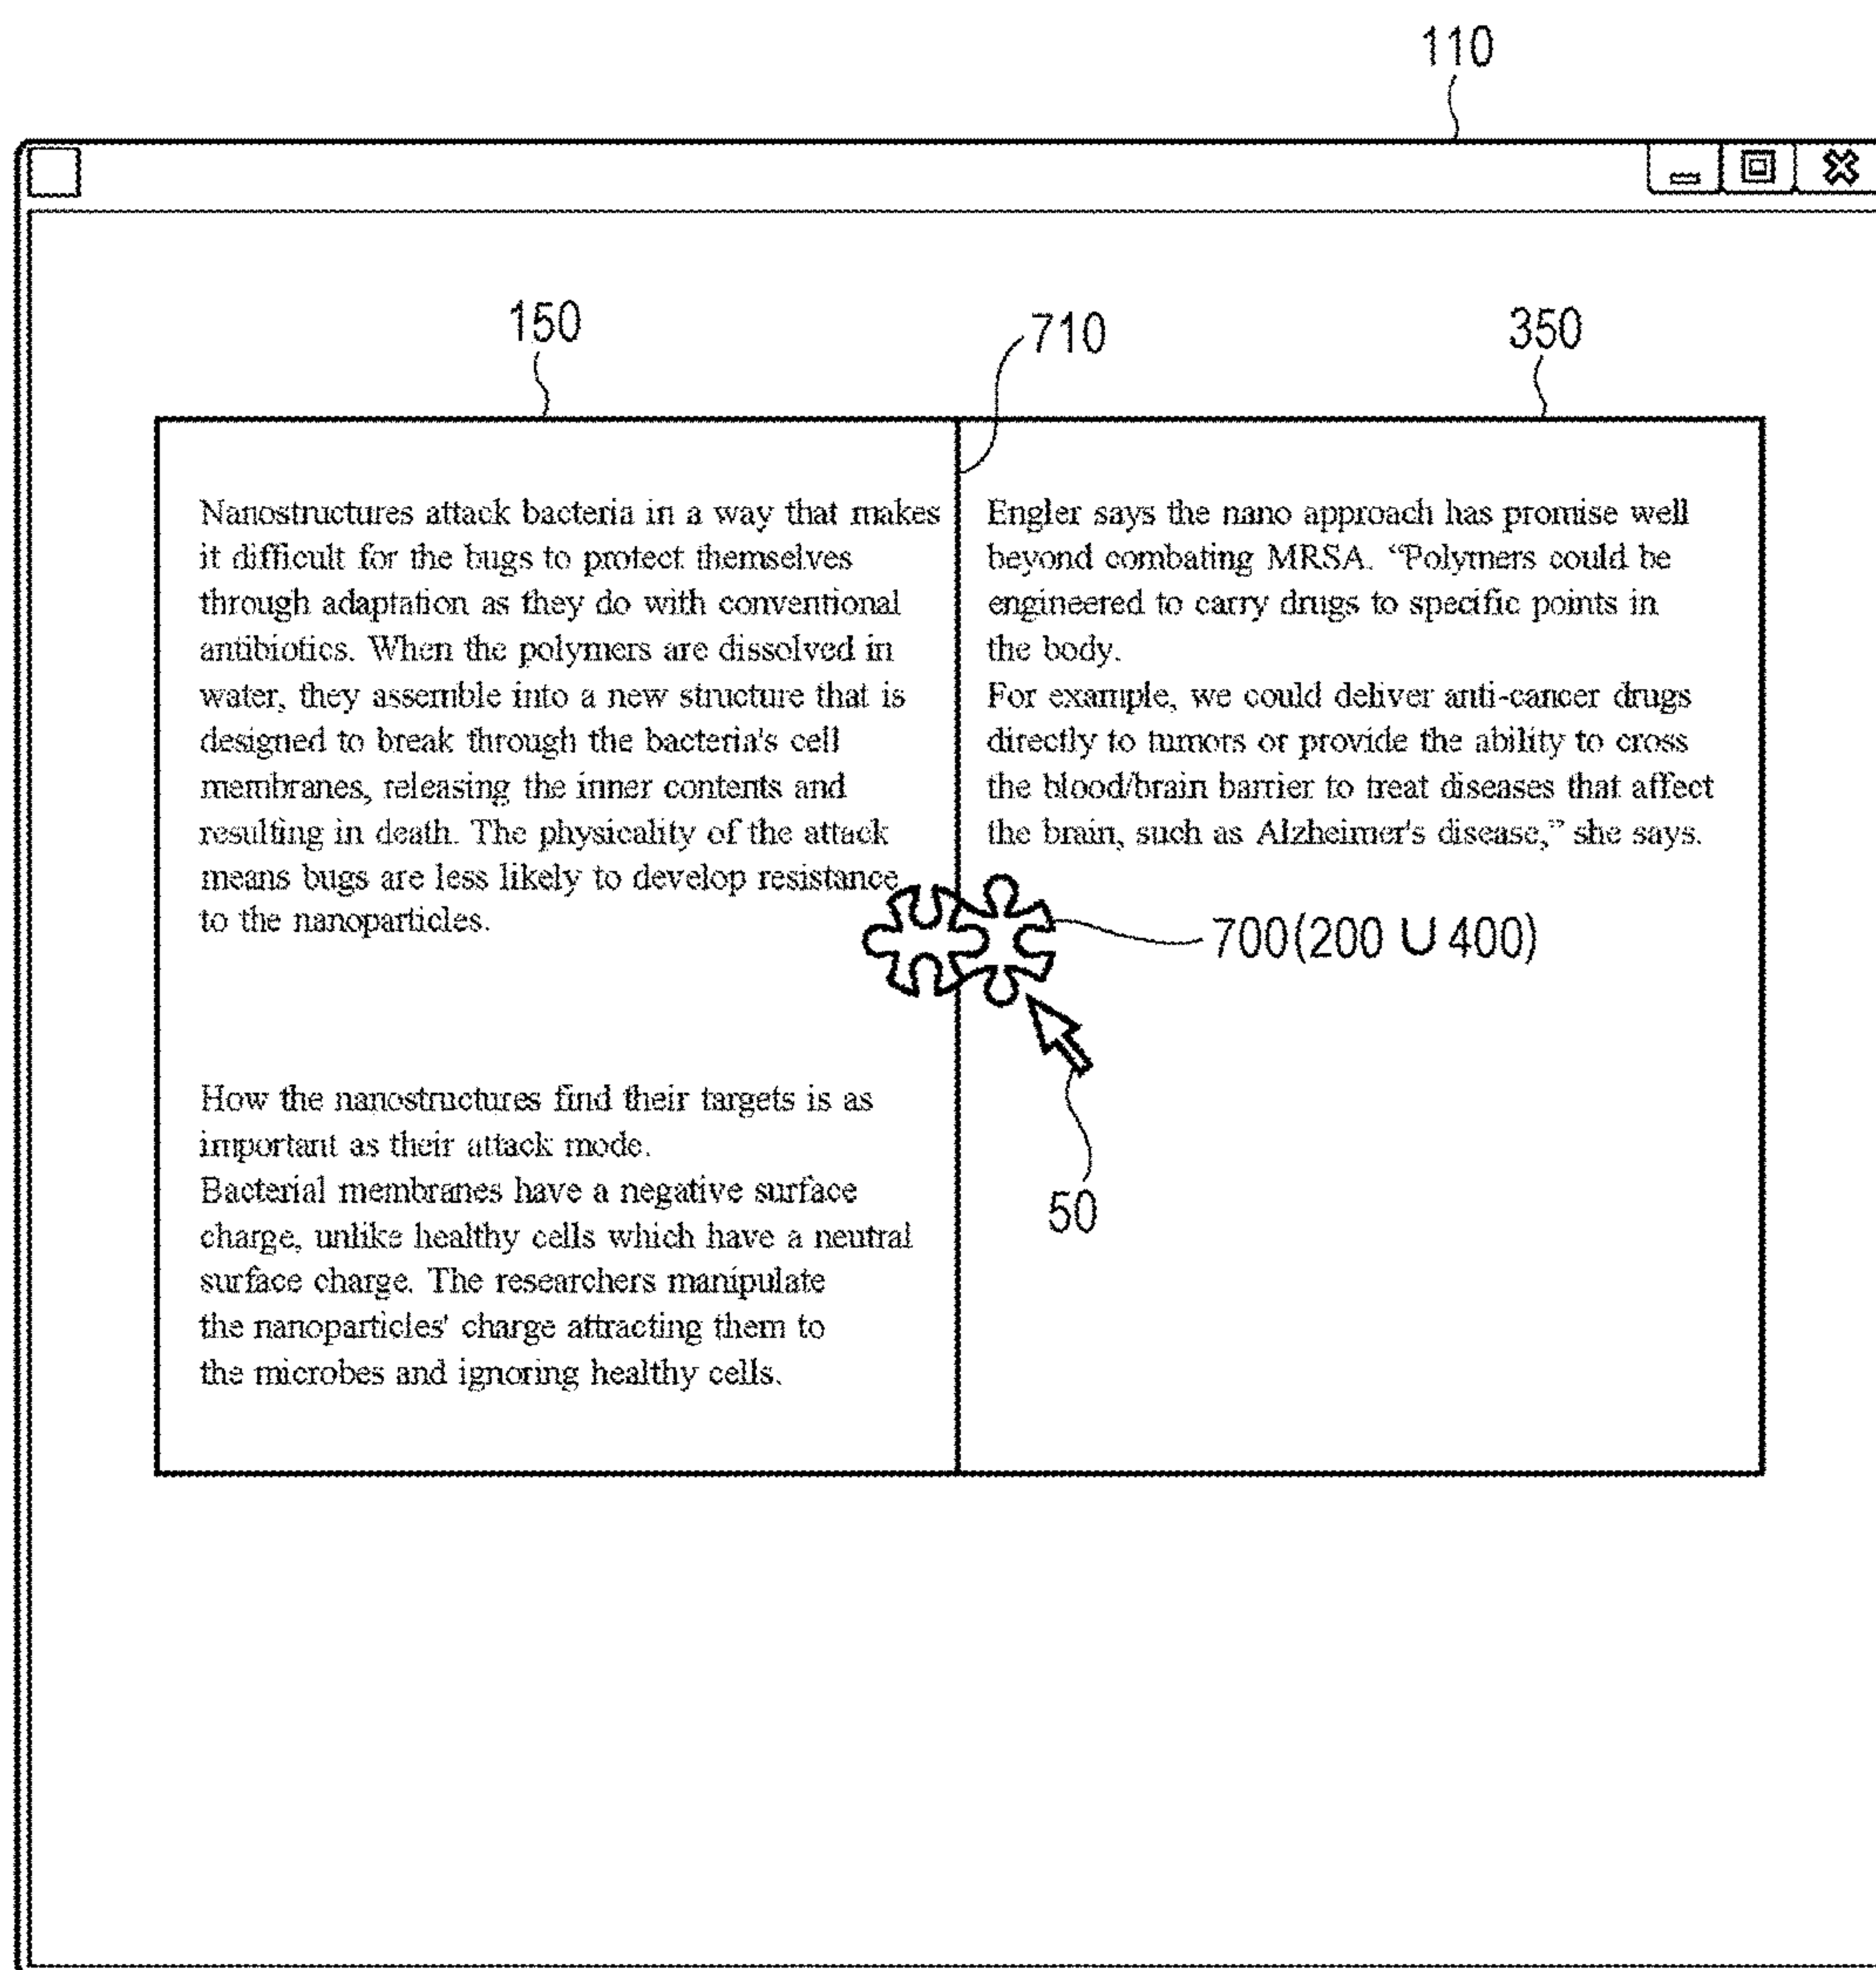 110
150
710
350
Nanostructures attack bacteria in a way that makes
it difficult for the bugs to protect themselves
through adaptation as they do with conventional
antibiotics. When the polymers are dissolved in
water, they assemble into a new structure that is
designed to break through the bacteria's cell
membranes, releasing the inner contents and
resulting in death. The physicality of the attack
means bugs are less likely to develop resistance
to the nanoparticles.
How the nanostructures find their targets is as
important as their attack mode.
Bacterial membranes have a negative surface
charge, unlike healthy cells which have a neutral
surface charge. The researchers manipulate
the nanoparticles' charge attracting them to
the microbes and ignoring healthy cells.
Engler says the nano approach has promise well
beyond combating MRSA. “Polymers could be
engineered to carry drugs to specific points in
the body.
For example, we could deliver anti-cancer drugs
directly to tumors or provide the ability to cross
the blood/brain barrier to treat diseases that affect
the brain, such as Alzheimer's disease,” she says.
700(200 ∪ 400)
50